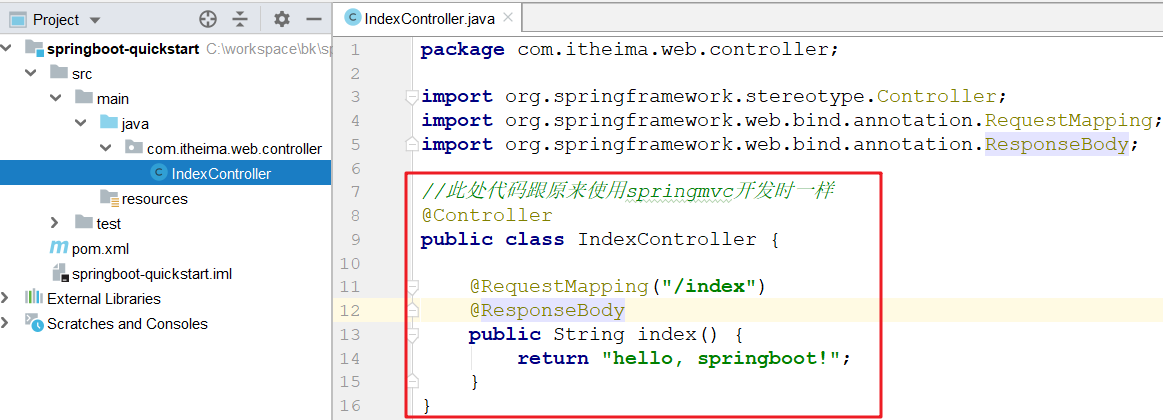 Project
springboot-quickstart C:\workspace\bk\sp
src
main
java
com.itheima.web.controller
IndexController
resources
test
pom.xml
springboot-quickstart.iml
External Libraries
Scratches and Consoles
IndexController.java
1 package com.itheima.web.controller;
2
3 import org.springframework.stereotype.Controller;
4 import org.springframework.web.bind.annotation.RequestMapping;
5 import org.springframework.web.bind.annotation.ResponseBody;
6
7 //此处代码跟原来使用springmvc开发时一样
8 @Controller
9 public class IndexController {
10
11 @RequestMapping("/index")
12 @ResponseBody
13 public String index() {
14 return "hello, springboot!";
15 }
16 }